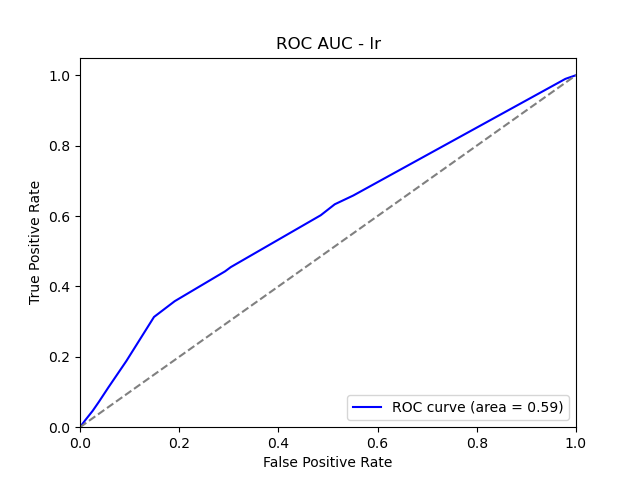 ROC AUC - lr
True Positive Rate
1.0
0.8
0.6
0.4
0.2
0.0
ROC curve (area = 0.59)
0.0 0.2 0.4 0.6 0.8 1.0
False Positive Rate